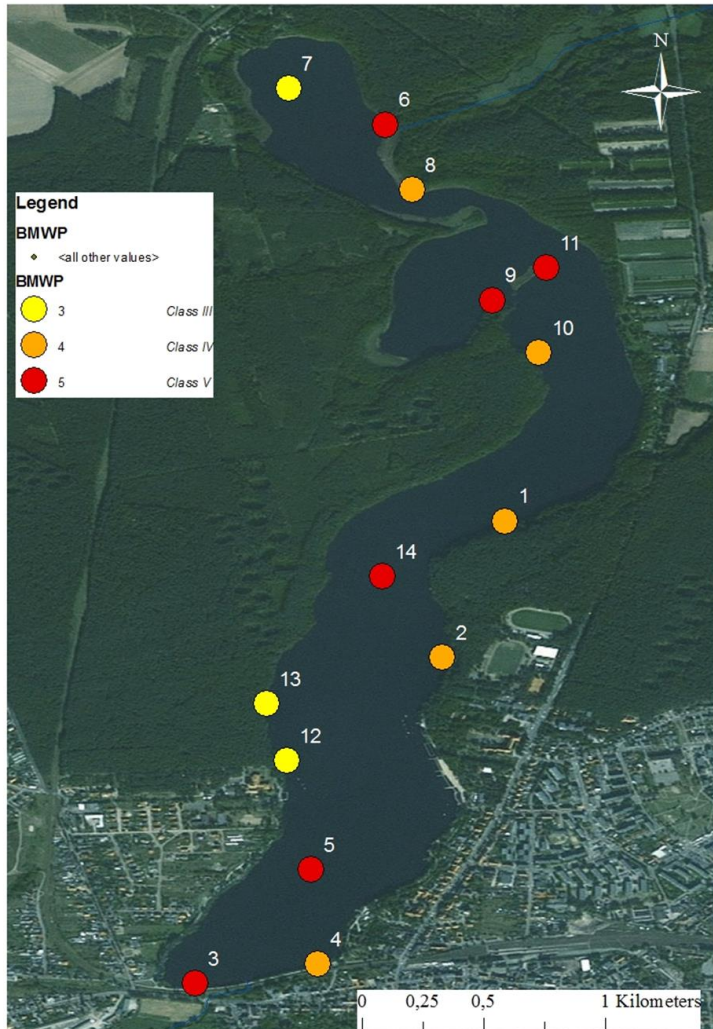 N
7
6
8
Legend
BMWP
<all other values>
BMWP
3 Class III
4 Class IV
5 Class V
11
9
10
1
14
2
13
12
5
4
3
0 0,25 0,5 1 Kilometers